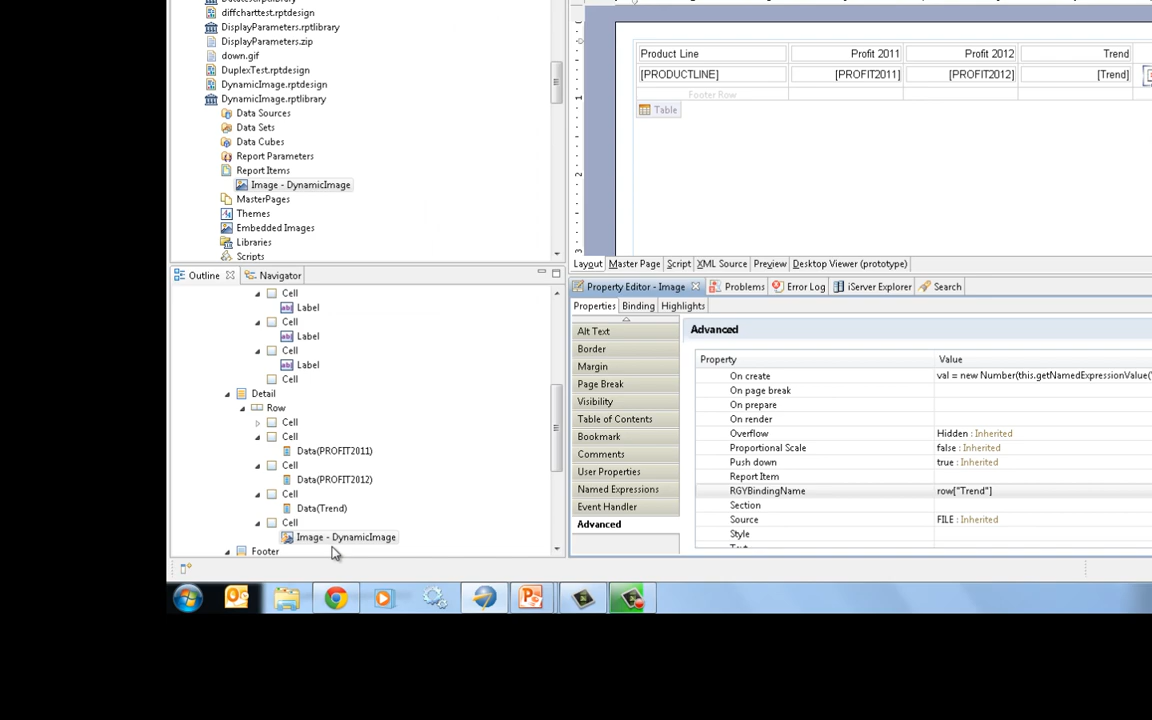 diffcharttest.rptdesign
DisplayParameters.rptlibrary
DisplayParameters.zip
down.gif
DuplexTest.rptdesign
DynamicImage.rptdesign
DynamicImage.rptlibrary
Data Sources
Data Sets
Data Cubes
Report Parameters
Report Items
Image - DynamicImage
MasterPages
Themes
Embedded Images
Libraries
Scripts
Outline
Navigator
Cell
Label
Cell
Label
Cell
Label
Cell
Detail
Row
Cell
Cell
Data(PROFIT2011)
Cell
Data(PROFIT2012)
Cell
Data(Trend)
Cell
Image - DynamicImage
Footer
Product Line Profit 2011 Profit 2012 Trend
[PRODUCTLINE] [PROFIT2011] [PROFIT2012] [Trend]
Footer Row
Table
Layout Master Page Script XML Source Preview Desktop Viewer (prototype)
Property Editor - Image Problems Error Log iServer Explorer Search
Properties Binding Highlights
Alt Text
Border
Margin
Page Break
Visibility
Table of Contents
Bookmark
Comments
User Properties
Named Expressions
Event Handler
Advanced
Advanced
Property Value
On create val = new Number(this.getNamedExpressionValue("
On page break
On prepare
On render
Overflow Hidden : Inherited
Proportional Scale false : Inherited
Push down true : Inherited
Report Item
RGYBindingName row["Trend"]
Section
Source FILE : Inherited
Style